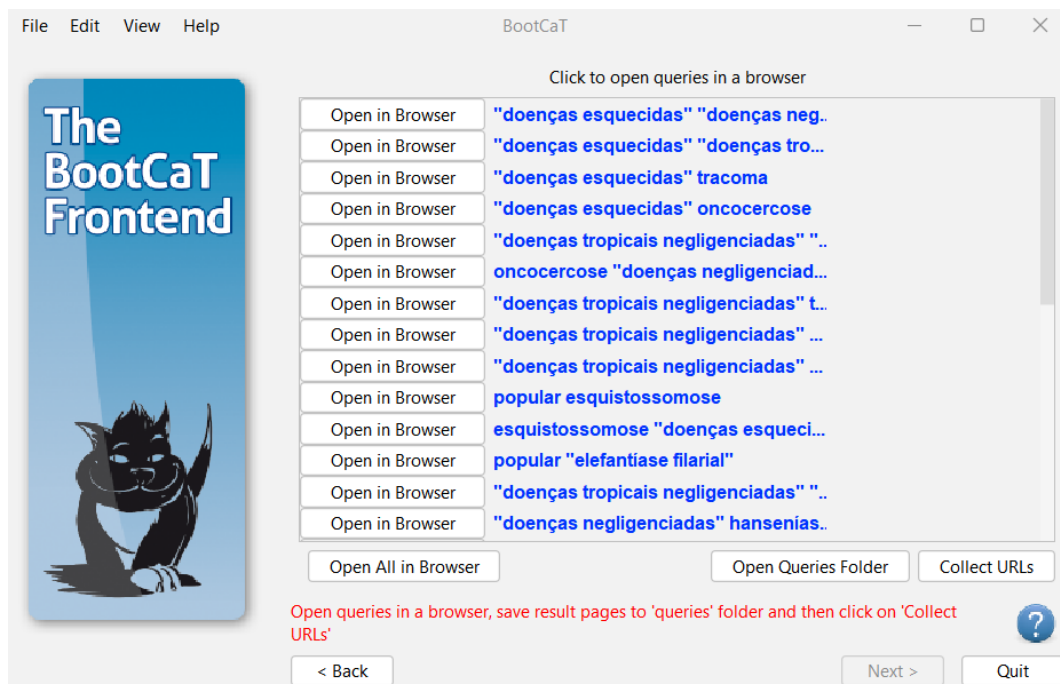 File Edit View Help
BootCaT
The
BootCaT
Frontend
Click to open queries in a browser
Open in Browser "doenças esquecidas" "doenças neg..
Open in Browser "doenças esquecidas" "doenças tro...
Open in Browser "doenças esquecidas" tracoma
Open in Browser "doenças esquecidas" oncocercose
Open in Browser "doenças tropicais negligenciadas" "..
Open in Browser oncocercose "doenças negligenciad...
Open in Browser "doenças tropicais negligenciadas" t..
Open in Browser "doenças tropicais negligenciadas" ...
Open in Browser "doenças tropicais negligenciadas" ...
Open in Browser popular esquistossomose
Open in Browser esquistossomose "doenças esqueci...
Open in Browser popular "elefantiase filarial"
Open in Browser "doenças tropicais negligenciadas" "..
Open in Browser "doenças negligenciadas" hansenías..
Open All in Browser Open Queries Folder Collect URLs
Open queries in a browser, save result pages to 'queries' folder and then click on 'Collect
URLs'
?
< Back Next > Quit